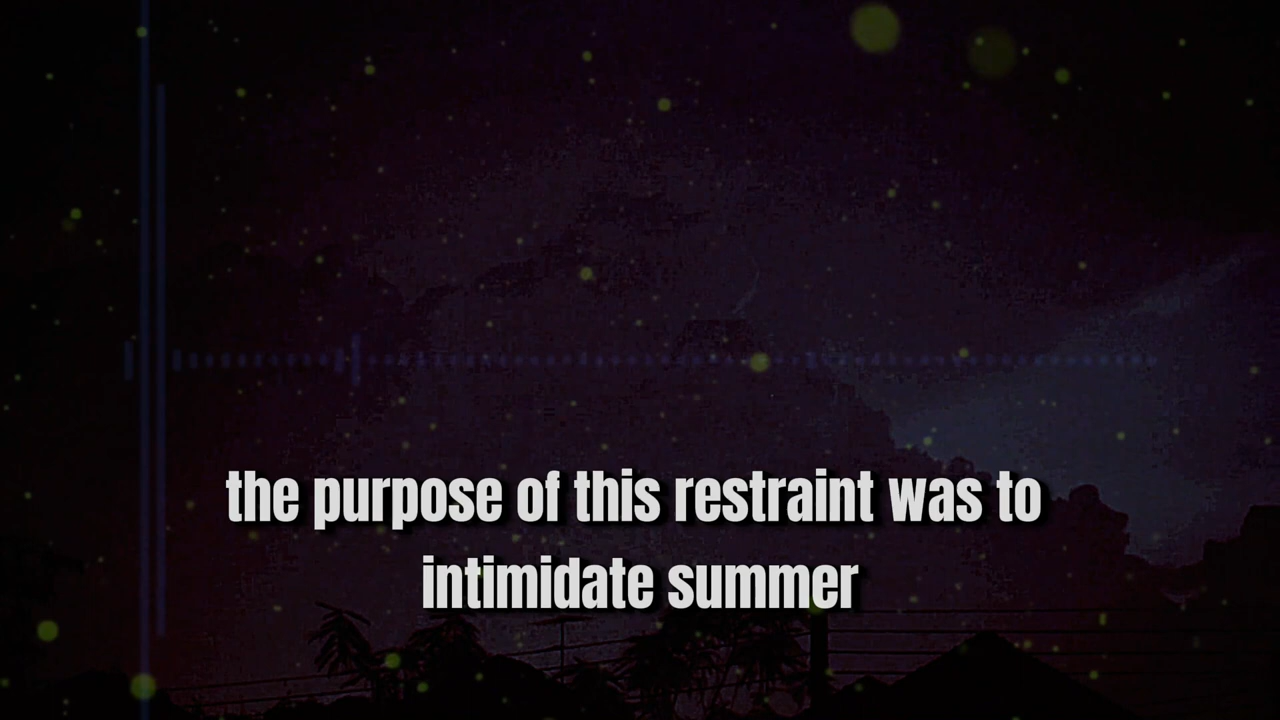 the purpose of this restraint was to
intimidate summer